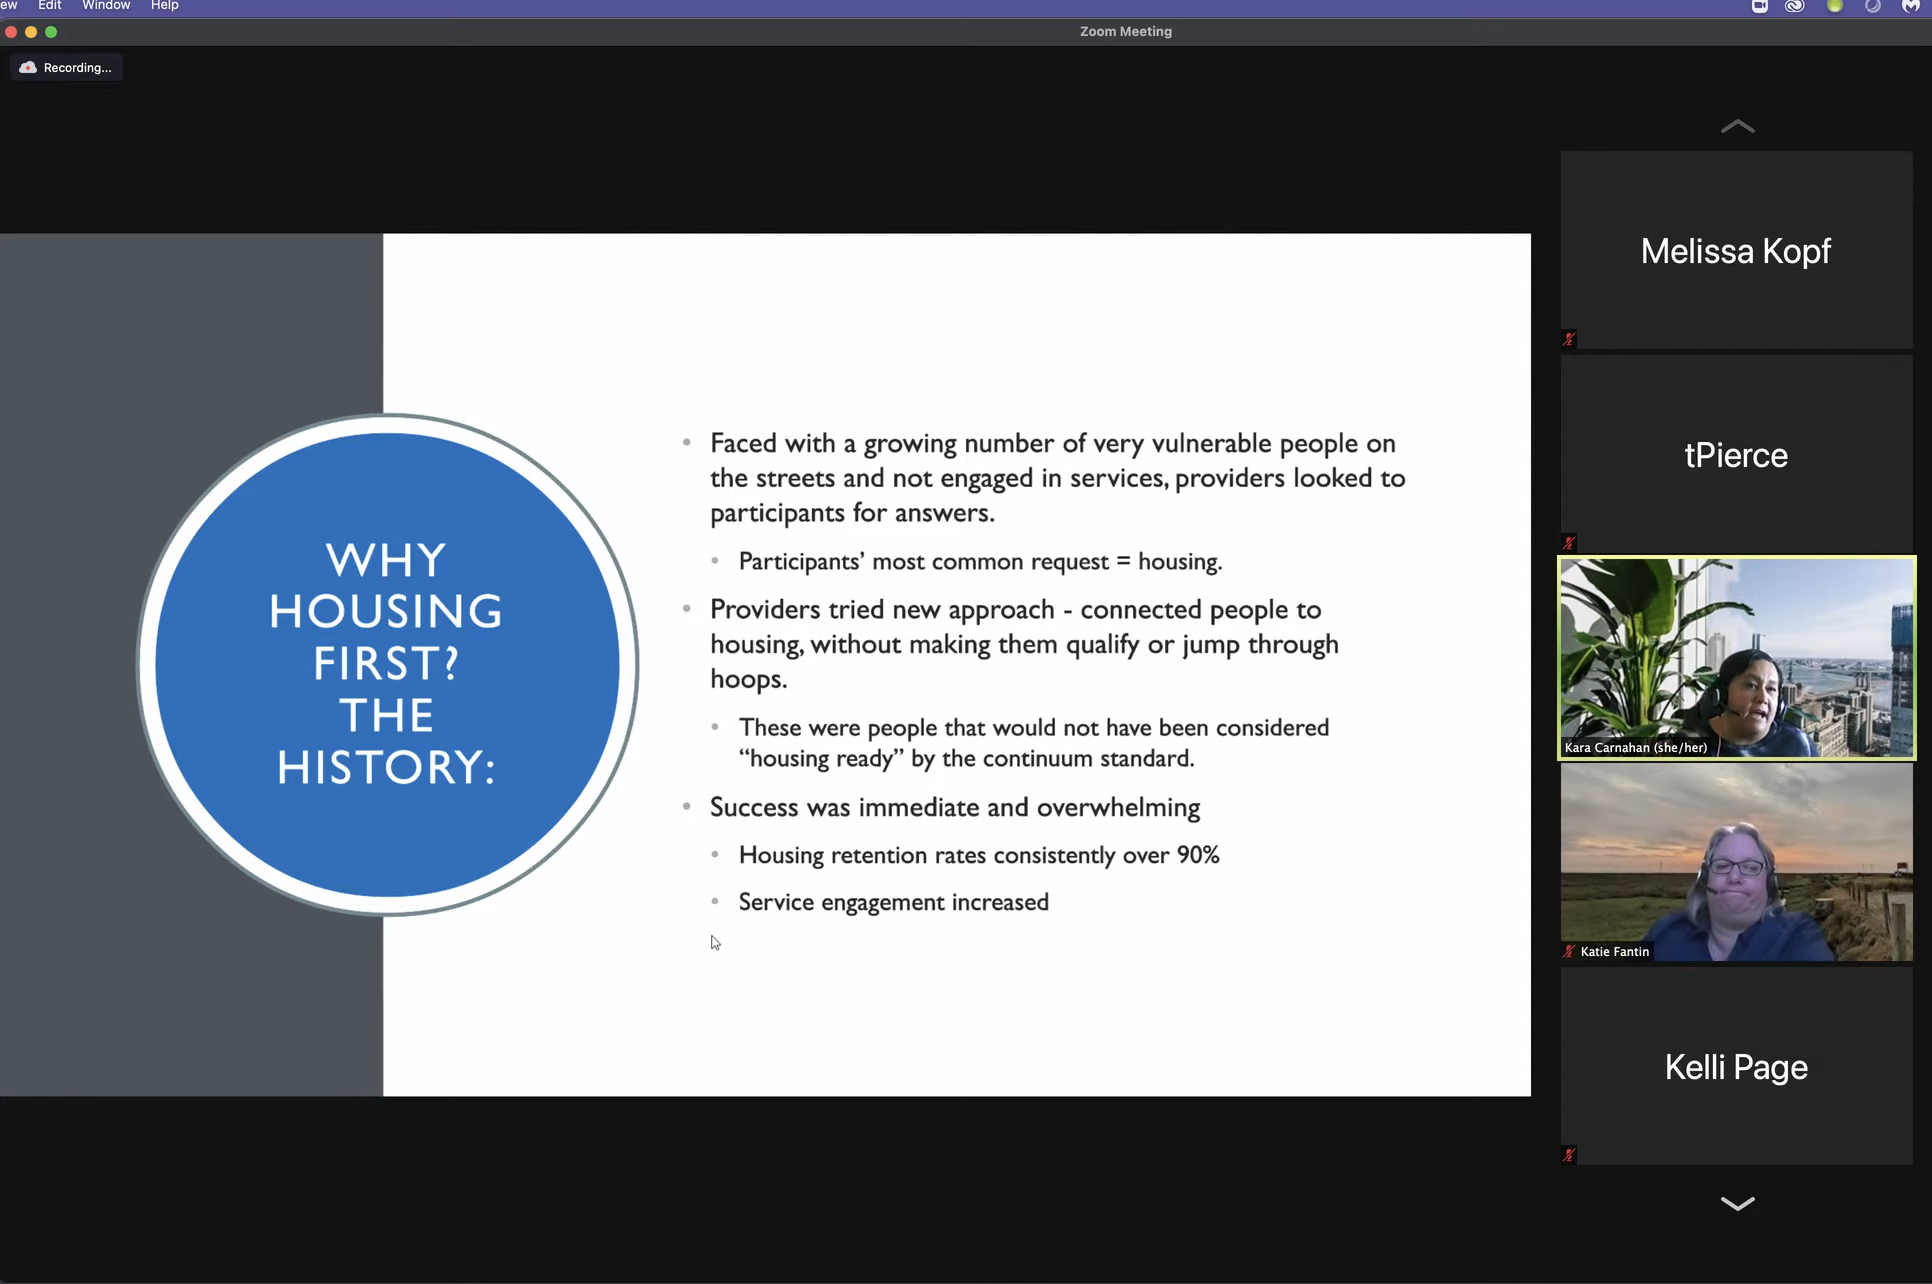 ew Edit Window Help
Zoom Meeting
Recording...
WHY
HOUSING
FIRST?
THE
HISTORY:
Faced with a growing number of very vulnerable people on
the streets and not engaged in services, providers looked to
participants for answers.
Participants’ most common request = housing.
Providers tried new approach - connected people to
housing, without making them qualify or jump through
hoops.
These were people that would not have been considered
“housing ready” by the continuum standard.
Success was immediate and overwhelming
Housing retention rates consistently over 90%
Service engagement increased
Melissa Kopf
tPierce
Kara Carnahan (she/her)
Katie Fantin
Kelli Page